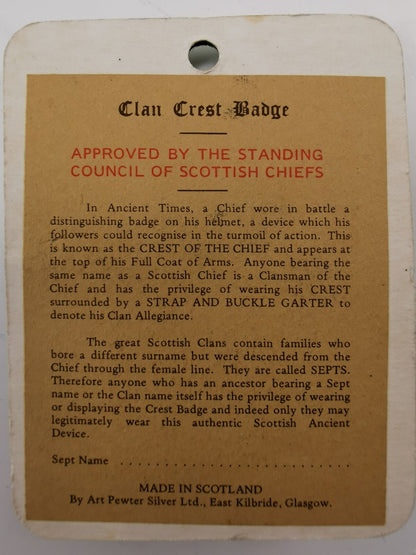 Clan Crest Badge
APPROVED BY THE STANDING
COUNCIL OF SCOTTISH CHIEFS
In Ancient Times, a Chief wore in battle a
distinguishing badge on his helmet, a device which his
followers could recognise in the turmoil of action. This
is known as the CREST OF THE CHIEF and appears at
the top of his Full Coat of Arms. Anyone bearing the
same name as a Scottish Chief is a Clansman of the
Chief and has the privilege of wearing his CREST
surrounded by a STRAP AND BUCKLE GARTER to
denote his Clan Allegiance.
The great Scottish Clans contain families who
bore a different surname but were descended from the
Chief through the female line. They are called SEPTS.
Therefore anyone who has an ancestor bearing a Sept
name or the Clan name itself has the privilege of wearing
or displaying the Crest Badge and indeed only they may
legitimately wear this authentic Scottish Ancient
Device.
Sept Name ............................
MADE IN SCOTLAND
By Art Pewter Silver Ltd., East Kilbride, Glasgow.